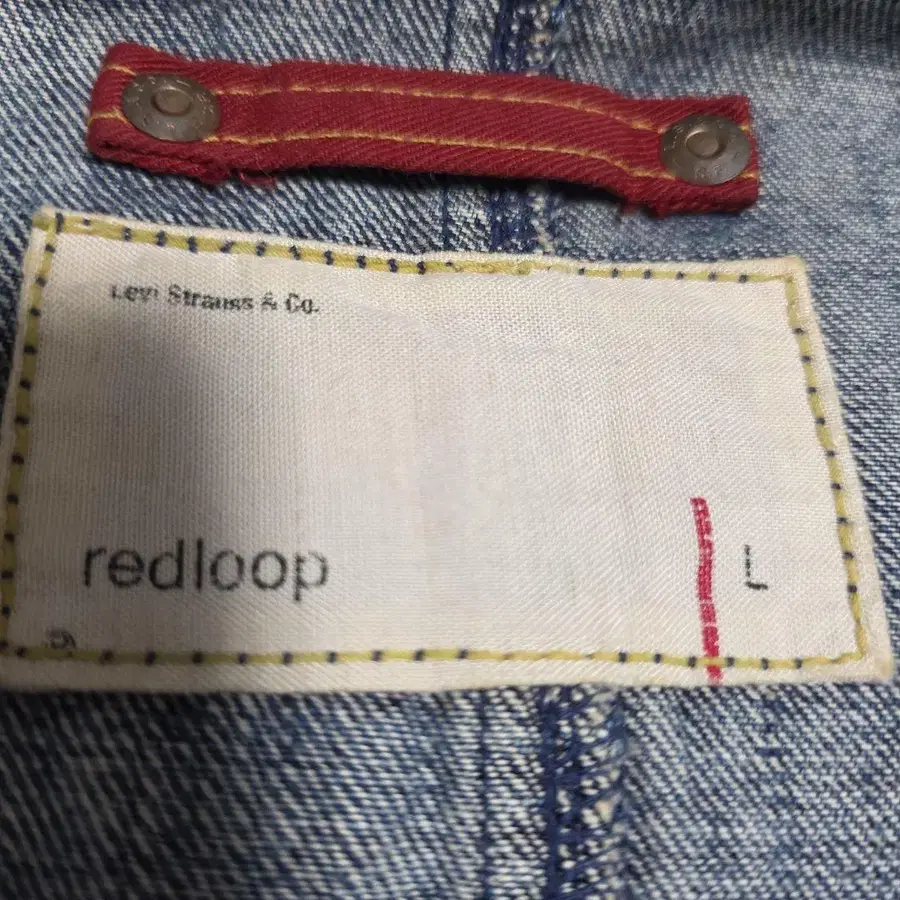 Levi Strauss & Co.
redloop
L